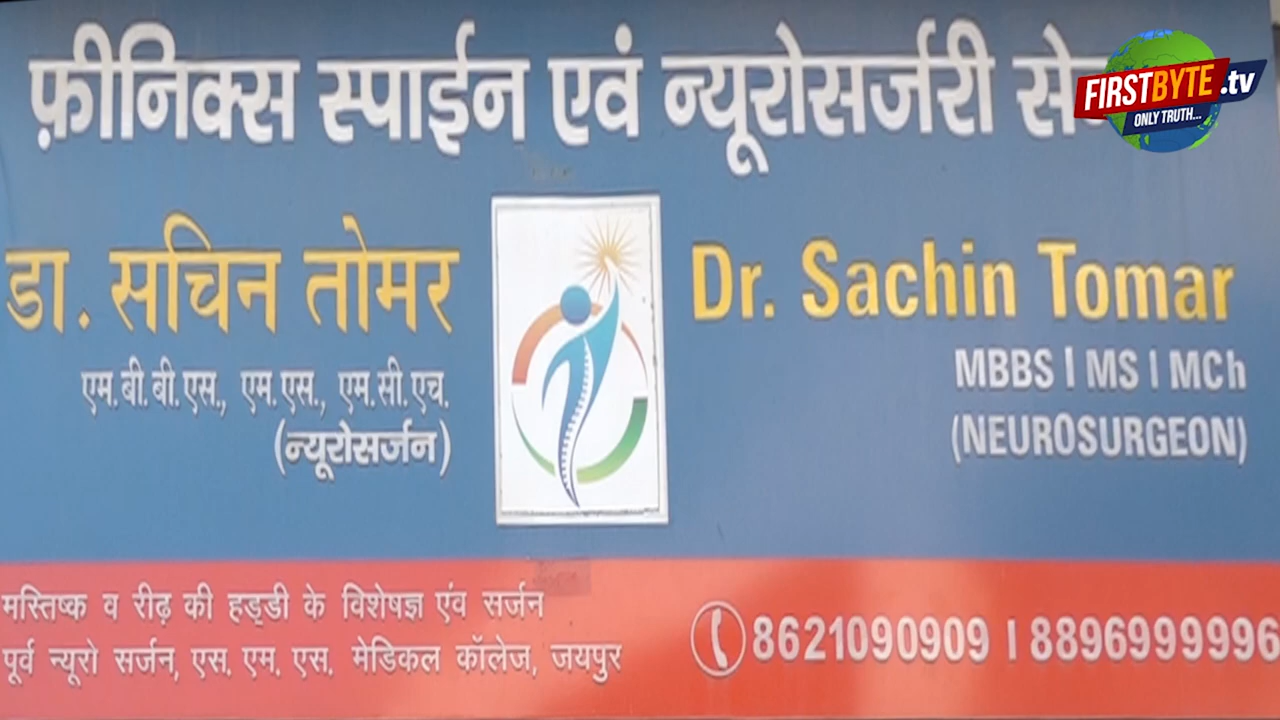 फ़ीनिक्स स्पाईन एवं न्यूरोसर्जरी
FIRSTBYTE.tv
ONLY TRUTH...
डा. सचिन तोमर
एम.बी.बी.एस., एम.एस., एम.सी.एच.
(न्यूरोसर्जन)
Dr. Sachin Tomar
MBBS | MS | MCh
(NEUROSURGEON)
मस्तिष्क व रीढ़ की हड्डी के विशेषज्ञ एंव सर्जन
पूर्व न्यूरो सर्जन, एस. एम. एस. मेडिकल कॉलेज, जयपुर
8621090909 | 8896999996